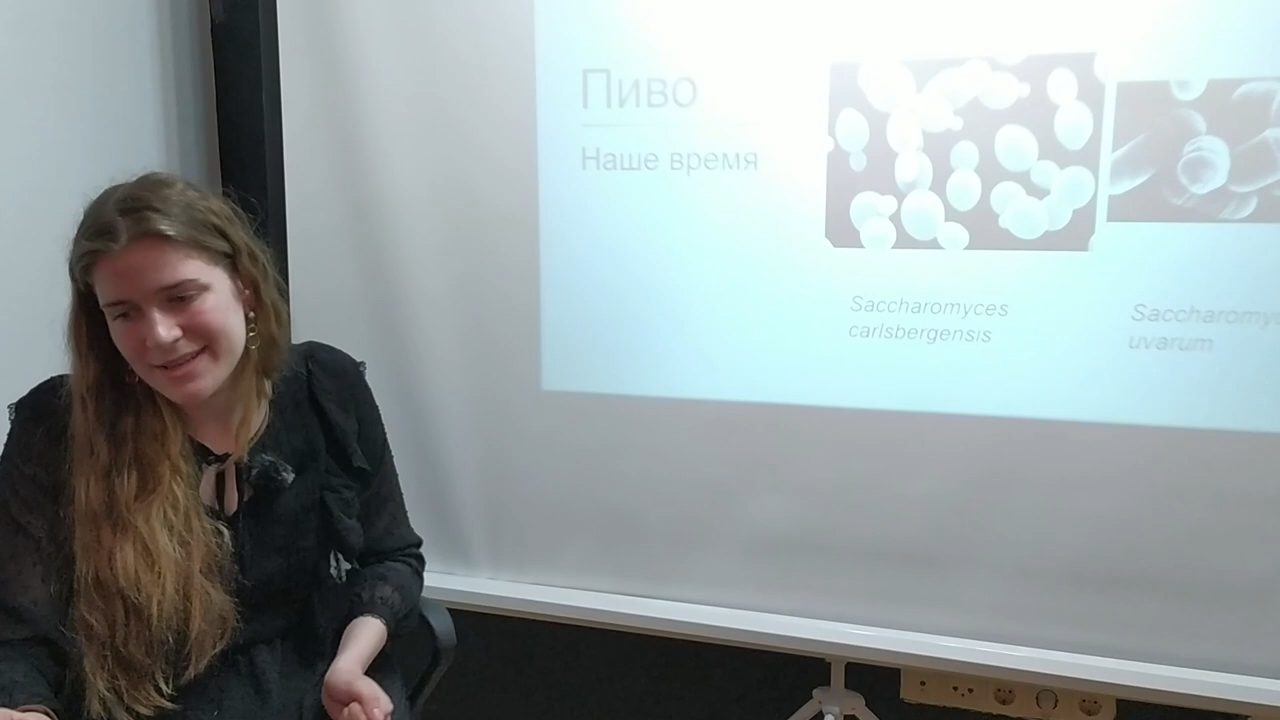 Пиво
Наше время
Saccharomyces
carlsbergensis
uvarum